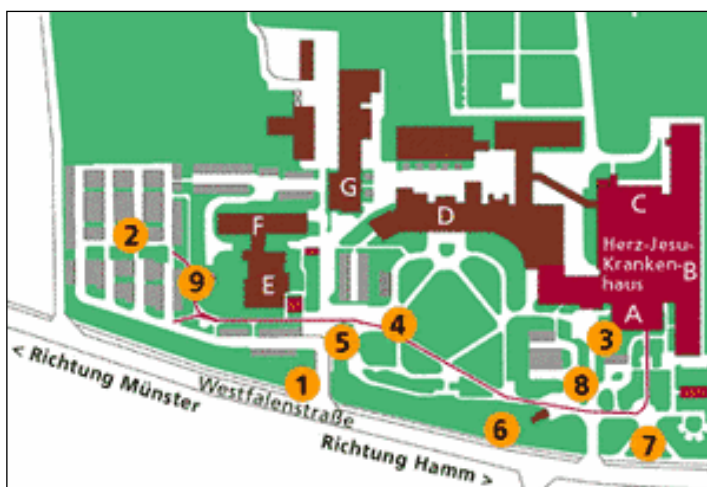 G
C
F
D
2
Herz-Jesu-
Kranken-
haus
B
9
E
A
4
3
5
< Richtung Münster
Westfalenstraße
1
8
6
7
Richtung Hamm >